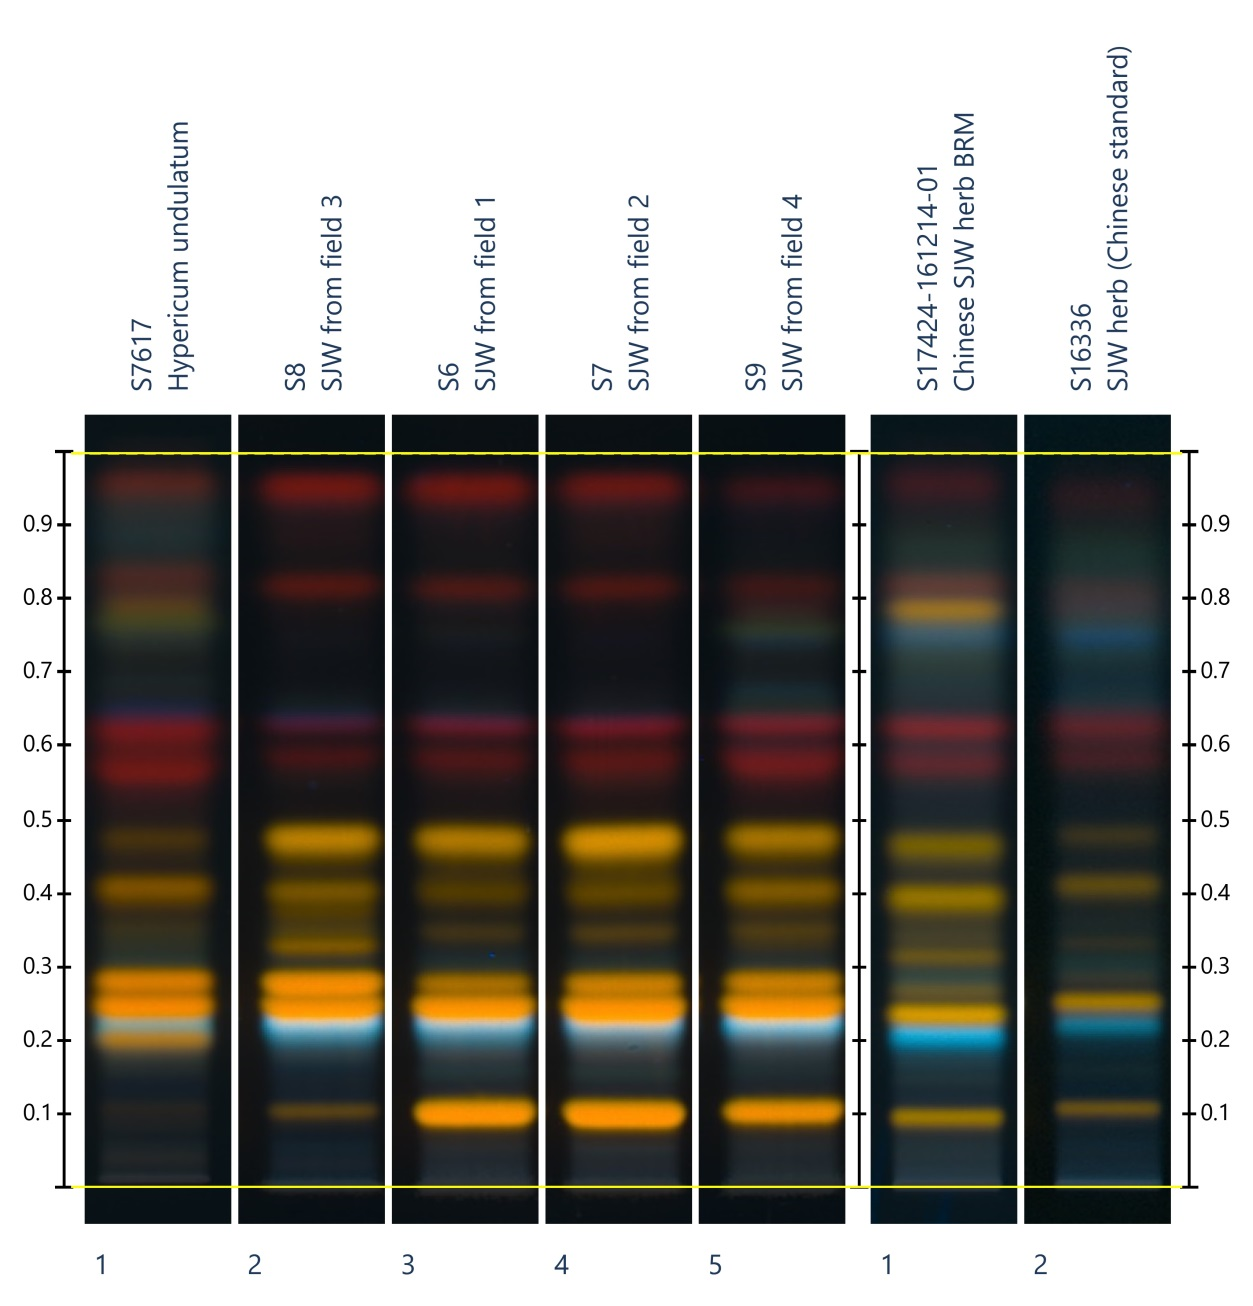 S7617
Hypericum undulatum
S8
SJW from field 3
S6
SJW from field 1
S7
SJW from field 2
S9
SJW from field 4
S17424-161214-01
Chinese SJW herb BRM
S16336
SJW herb (Chinese standard)
0.9 0.9
0.8 0.8
0.7 0.7
0.6 0.6
0.5 0.5
0.4 0.4
0.3 0.3
0.2 0.2
0.1 0.1
1 2 3 4 5 1 2